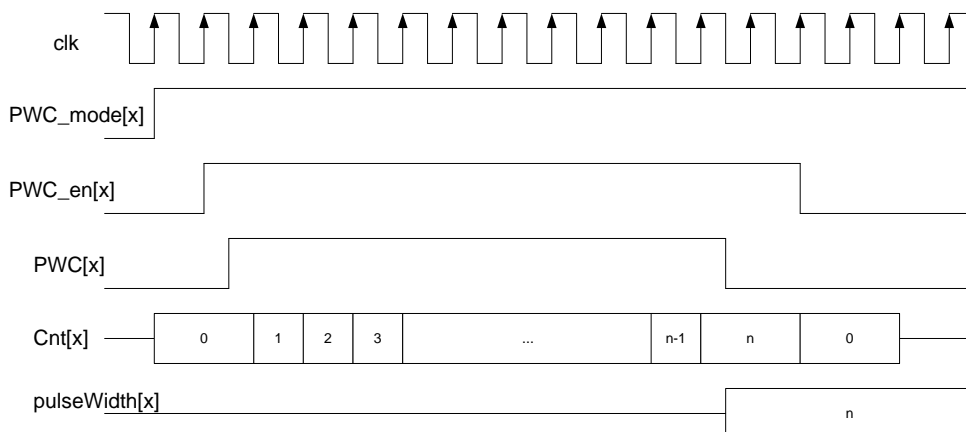 clk
PWC_mode[x]
PWC_en[x]
PWC[x]
Cnt[x] 0 1 2 3 ... n-1 n 0
pulseWidth[x] n